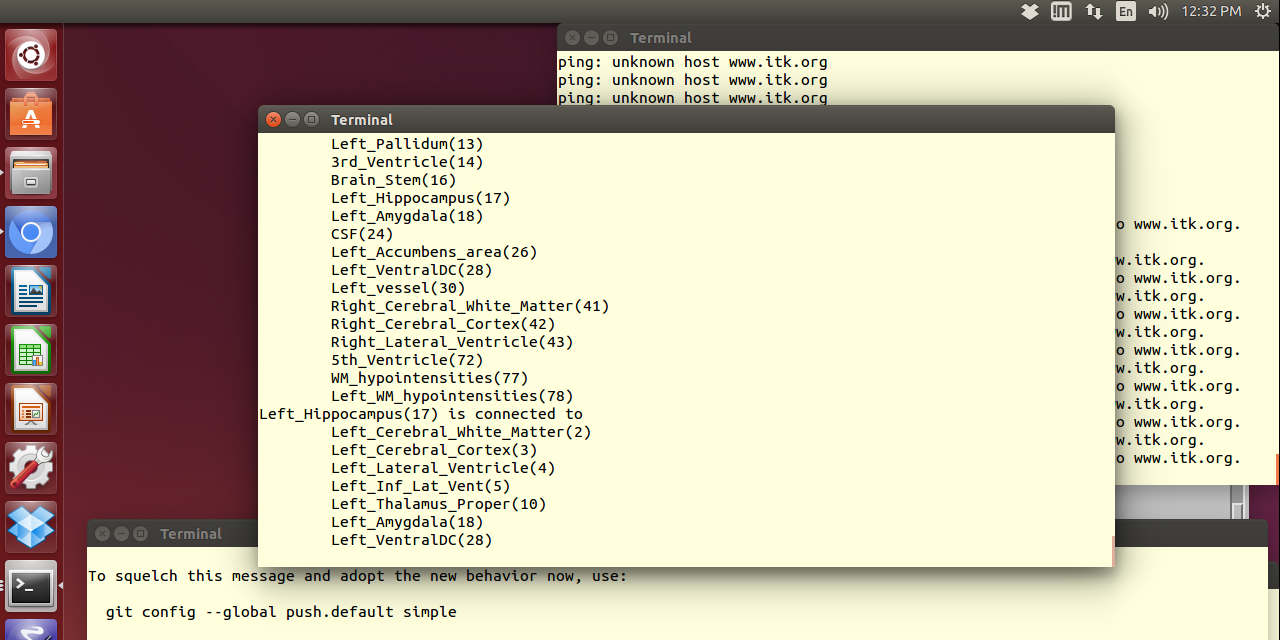 En
12:32 PM
Terminal
ping: unknown host www.itk.org
ping: unknown host www.itk.org
ping: unknown host www.itk.org
Terminal
Left_Pallidum(13)
3rd_Ventricle(14)
Brain_Stem(16)
Left_Hippocampus(17)
Left_Amygdala(18)
CSF(24)
Left_Accumbens_area(26)
Left_VentralDC(28)
Left_vessel(30)
Right_Cerebral_White_Matter(41)
Right_Cerebral_Cortex(42)
Right_Lateral_Ventricle(43)
5th_Ventricle(72)
WM_hypointensities(77)
Left_WM_hypointensities(78)
Left_Hippocampus(17) is connected to
Left_Cerebral_White_Matter(2)
Left_Cerebral_Cortex(3)
Left_Lateral_Ventricle(4)
Left_Inf_Lat_Vent(5)
Left_Thalamus_Proper(10)
Left_Amygdala(18)
Left_VentralDC(28)
o www.itk.org.
w.itk.org.
o www.itk.org.
w.itk.org.
o www.itk.org.
w.itk.org.
o www.itk.org.
w.itk.org.
o www.itk.org.
w.itk.org.
o www.itk.org.
w.itk.org.
o www.itk.org.
Terminal
To squelch this message and adopt the new behavior now, use:
git config --global push.default simple